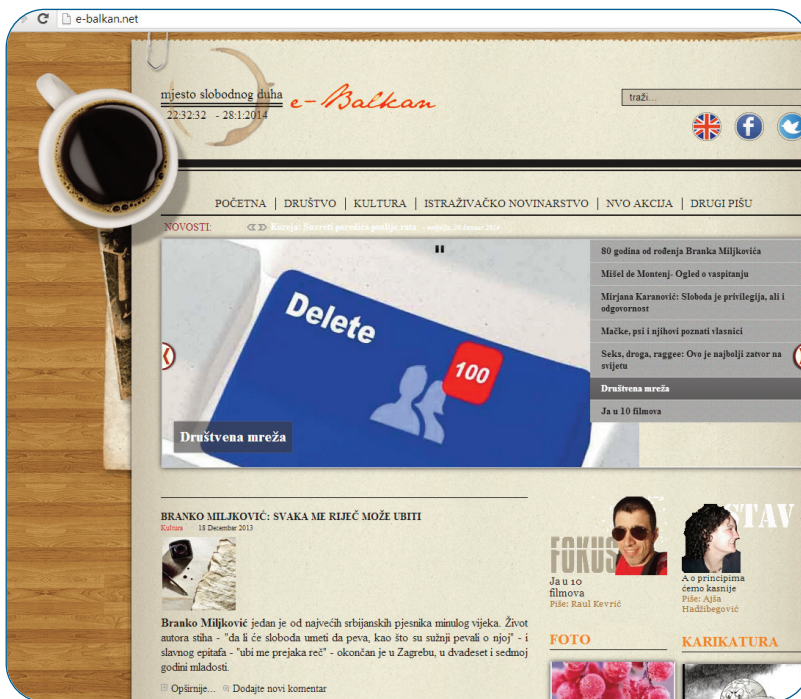 e-balkan.net
mjesto slobodnog duha
e-Balkan
22:32:32 - 28:1:2014
traži...
POČETNA | DRUŠTVO | KULTURA | ISTRAŽIVAČKO NOVINARSTVO | NVO AKCIJA | DRUGI PIŠU
NOVOSTI:
Koreja: Susreti porodica poslije rata
80 godina od rođenja Branka Miljkovića
Mišel de Montenj- Ogled o vaspitanju
Mirjana Karanović: Sloboda je privilegija, ali i
odgovornost
Mačke, psi i njihovi poznati vlasnici
Seks, droga, raggee: Ovo je najbolji zatvor na
svijetu
Društvena mreža
Ja u 10 filmova
Delete
100
Društvena mreža
BRANKO MILJKOVIĆ: SVAKA ME RIJEČ MOŽE UBITI
Kultura 18 Decembar 2013
Branko Miljković jedan je od najvećih srbijanskih pjesnika minulog vijeka. Život
autora stiha - "da li će sloboda umeti da peva, kao što su sužnji pevali o njoj" - i
slavnog epitafa - "ubi me prejaka reč" - okončan je u Zagrebu, u dvadeset i sedmoj
godini mladosti.
Opširnije... Dodajte novi komentar
FOKUS
Ja u 10
filmova
Piše: Raul Kevrić
STAV
A o principima
ćemo kasnije
Piše: Ajša
Hadžibegović
FOTO
KARIKATURA